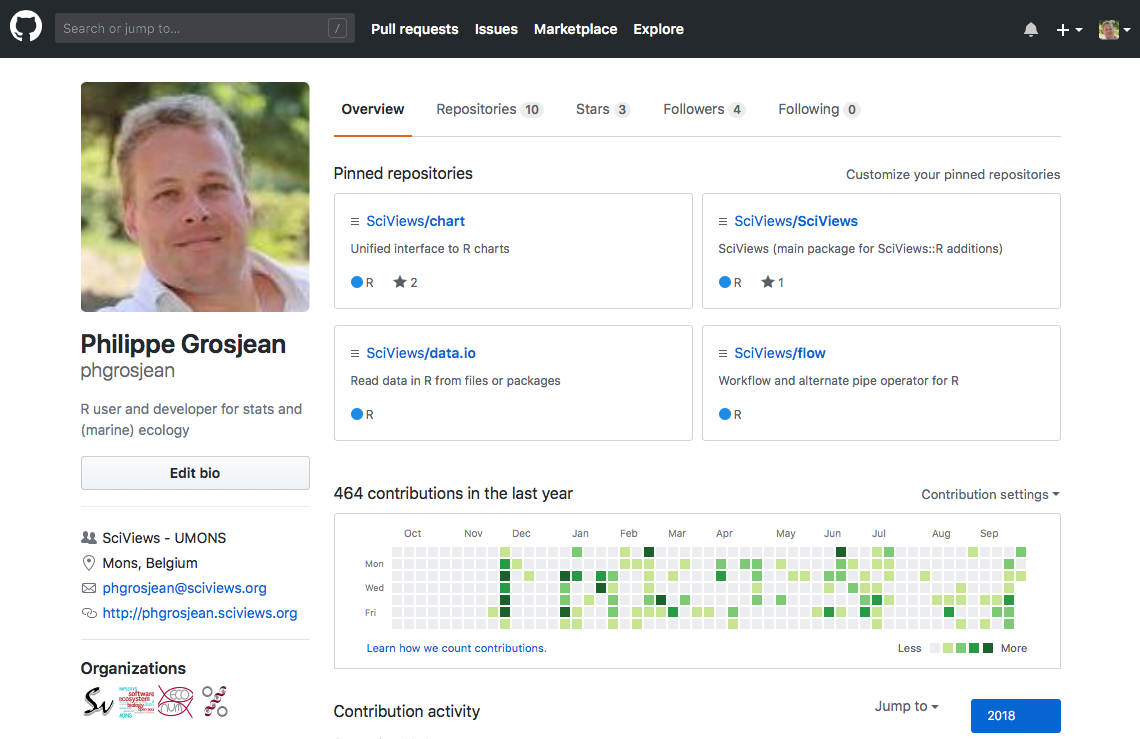 Search or jump to...
/
Pull requests Issues Marketplace Explore
Overview Repositories 10 Stars 3 Followers 4 Following 0
Philippe Grosjean
phgrosjean
R user and developer for stats and
(marine) ecology
Edit bio
SciViews - UMONS
Mons, Belgium
phgrosjean@sciviews.org
http://phgrosjean.sciviews.org
Organizations
Pinned repositories
Customize your pinned repositories
SciViews/chart
Unified interface to R charts
R 2
SciViews/SciViews
SciViews (main package for SciViews::R additions)
R 1
SciViews/data.io
Read data in R from files or packages
R
SciViews/flow
Workflow and alternate pipe operator for R
R
464 contributions in the last year
Contribution settings
Oct Nov Dec Jan Feb Mar Apr May Jun Jul Aug Sep
Mon
Wed
Fri
Learn how we count contributions.
Less More
Contribution activity
Jump to
2018